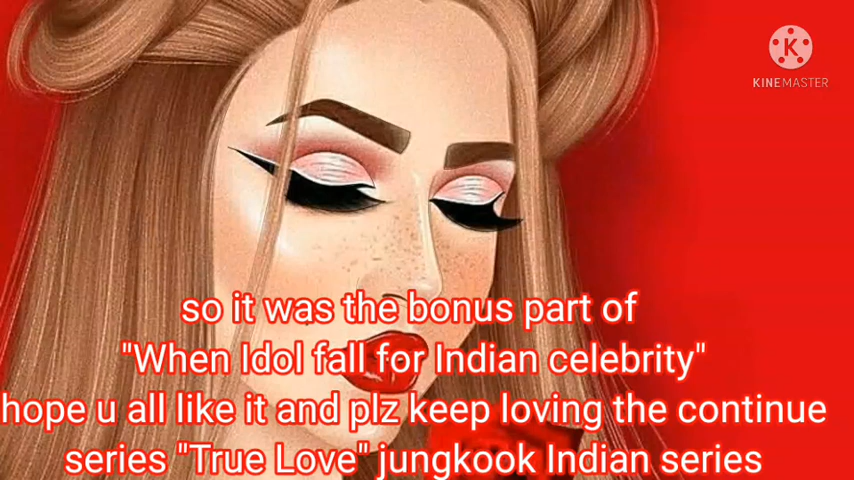 KINEMASTER
so it was the bonus part of
"When Idol fall for Indian celebrity"
hope u all like it and plz keep loving the continue
series "True Love" jungkook Indian series